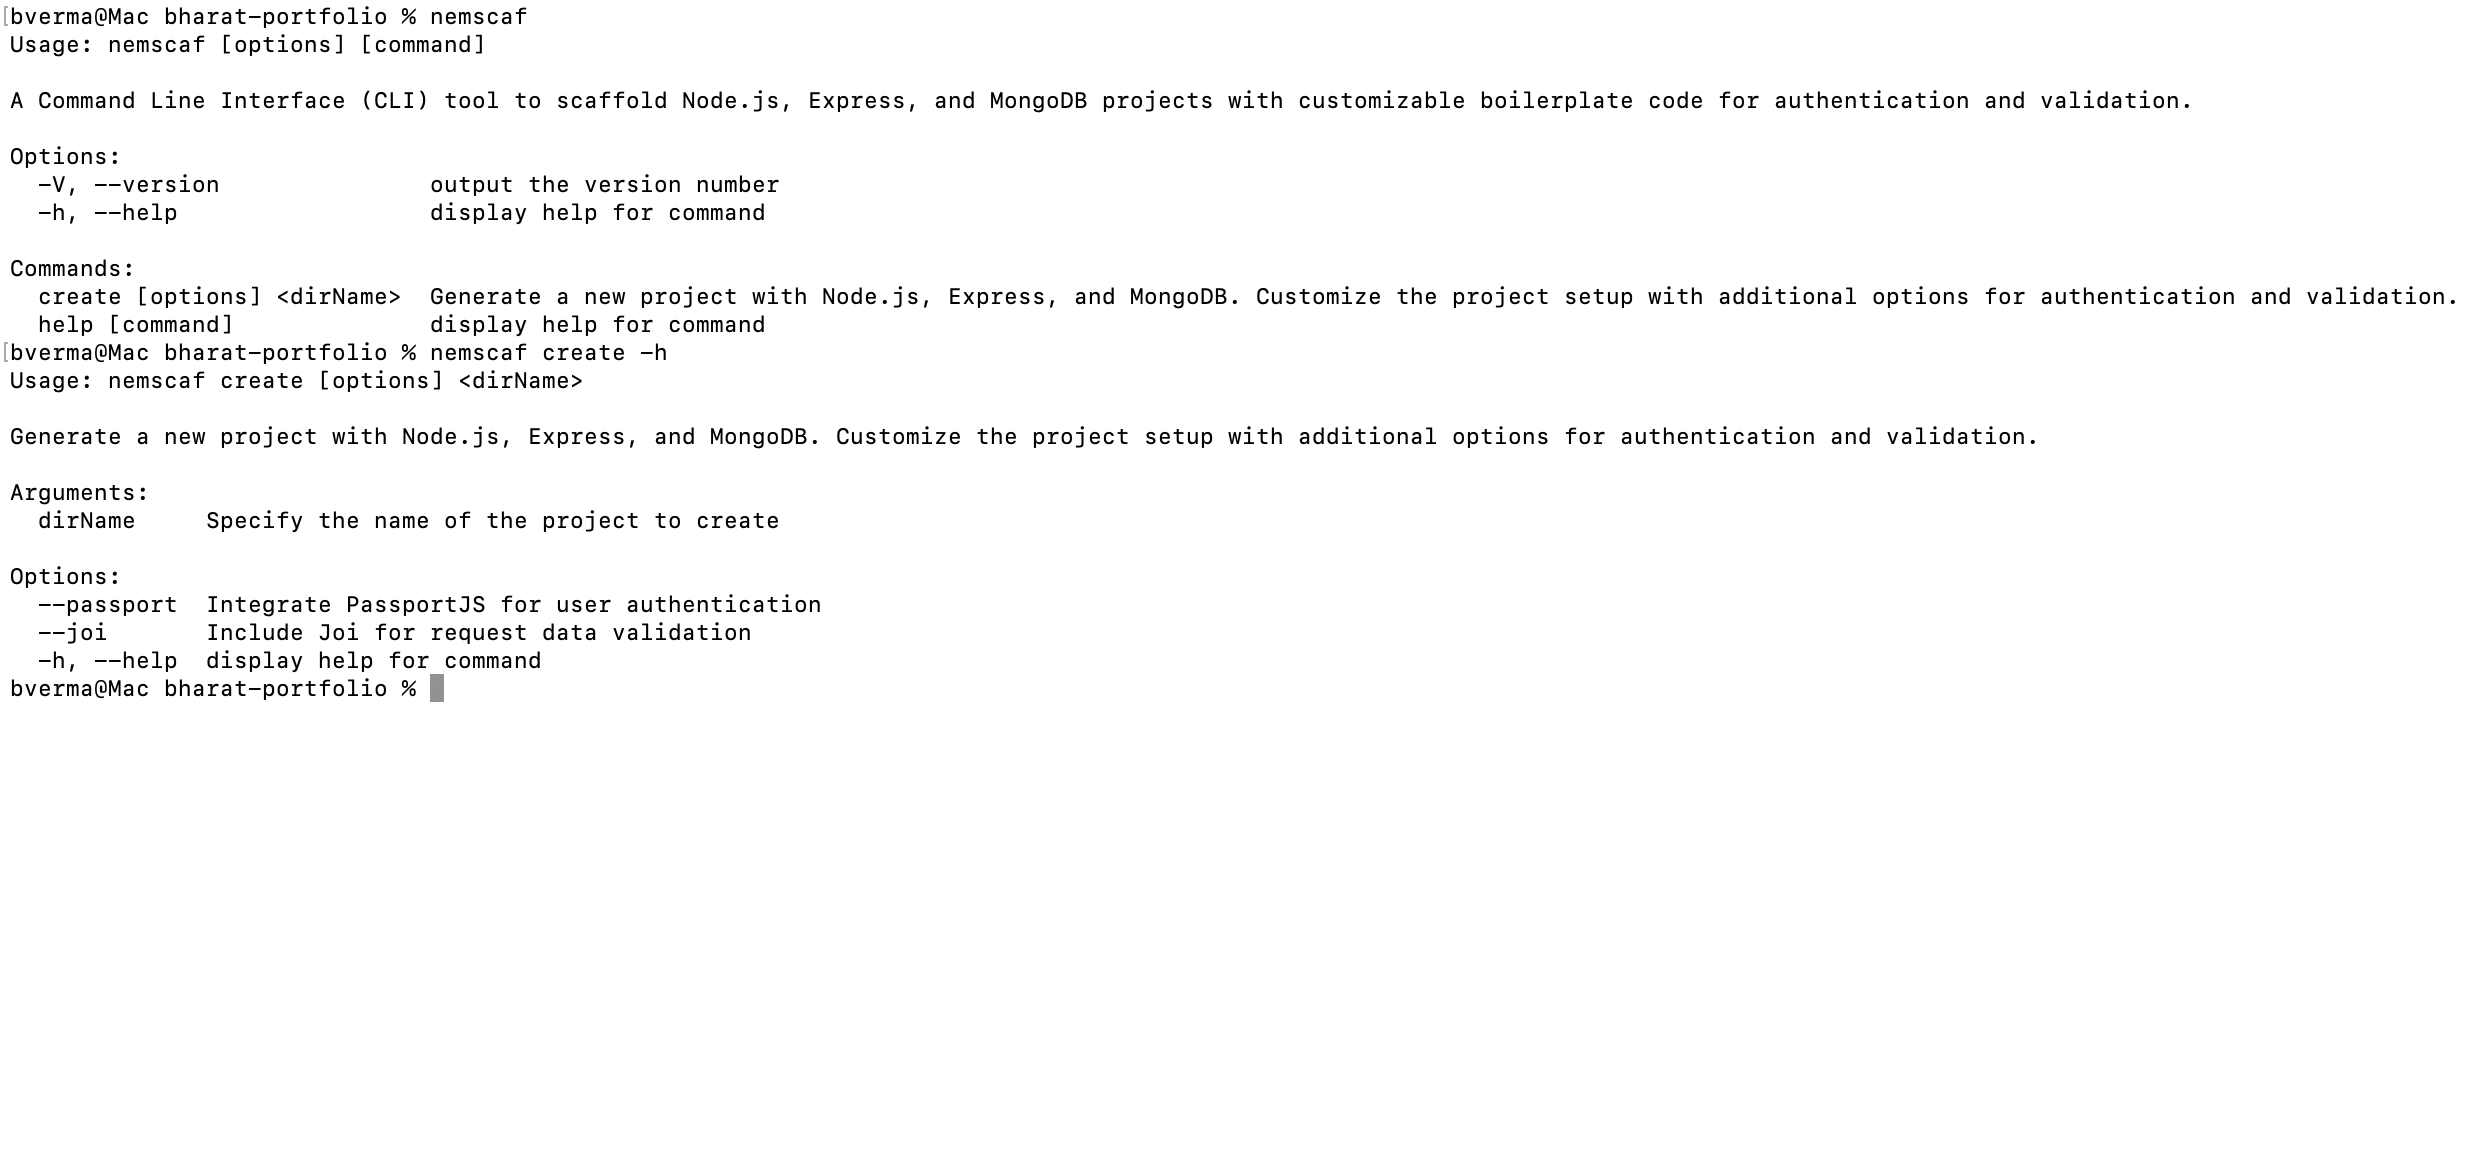 bverma@Mac bharat-portfolio % nemscaf
Usage: nemscaf [options] [command]

A Command Line Interface (CLI) tool to scaffold Node.js, Express, and MongoDB projects with customizable boilerplate code for authentication and validation.

Options:
  -V, --version               output the version number
  -h, --help                  display help for command

Commands:
  create [options] <dirName>  Generate a new project with Node.js, Express, and MongoDB. Customize the project setup with additional options for authentication and validation.
  help [command]              display help for command
bverma@Mac bharat-portfolio % nemscaf create -h
Usage: nemscaf create [options] <dirName>

Generate a new project with Node.js, Express, and MongoDB. Customize the project setup with additional options for authentication and validation.

Arguments:
  dirName     Specify the name of the project to create

Options:
  --passport  Integrate PassportJS for user authentication
  --joi       Include Joi for request data validation
  -h, --help  display help for command
bverma@Mac bharat-portfolio %